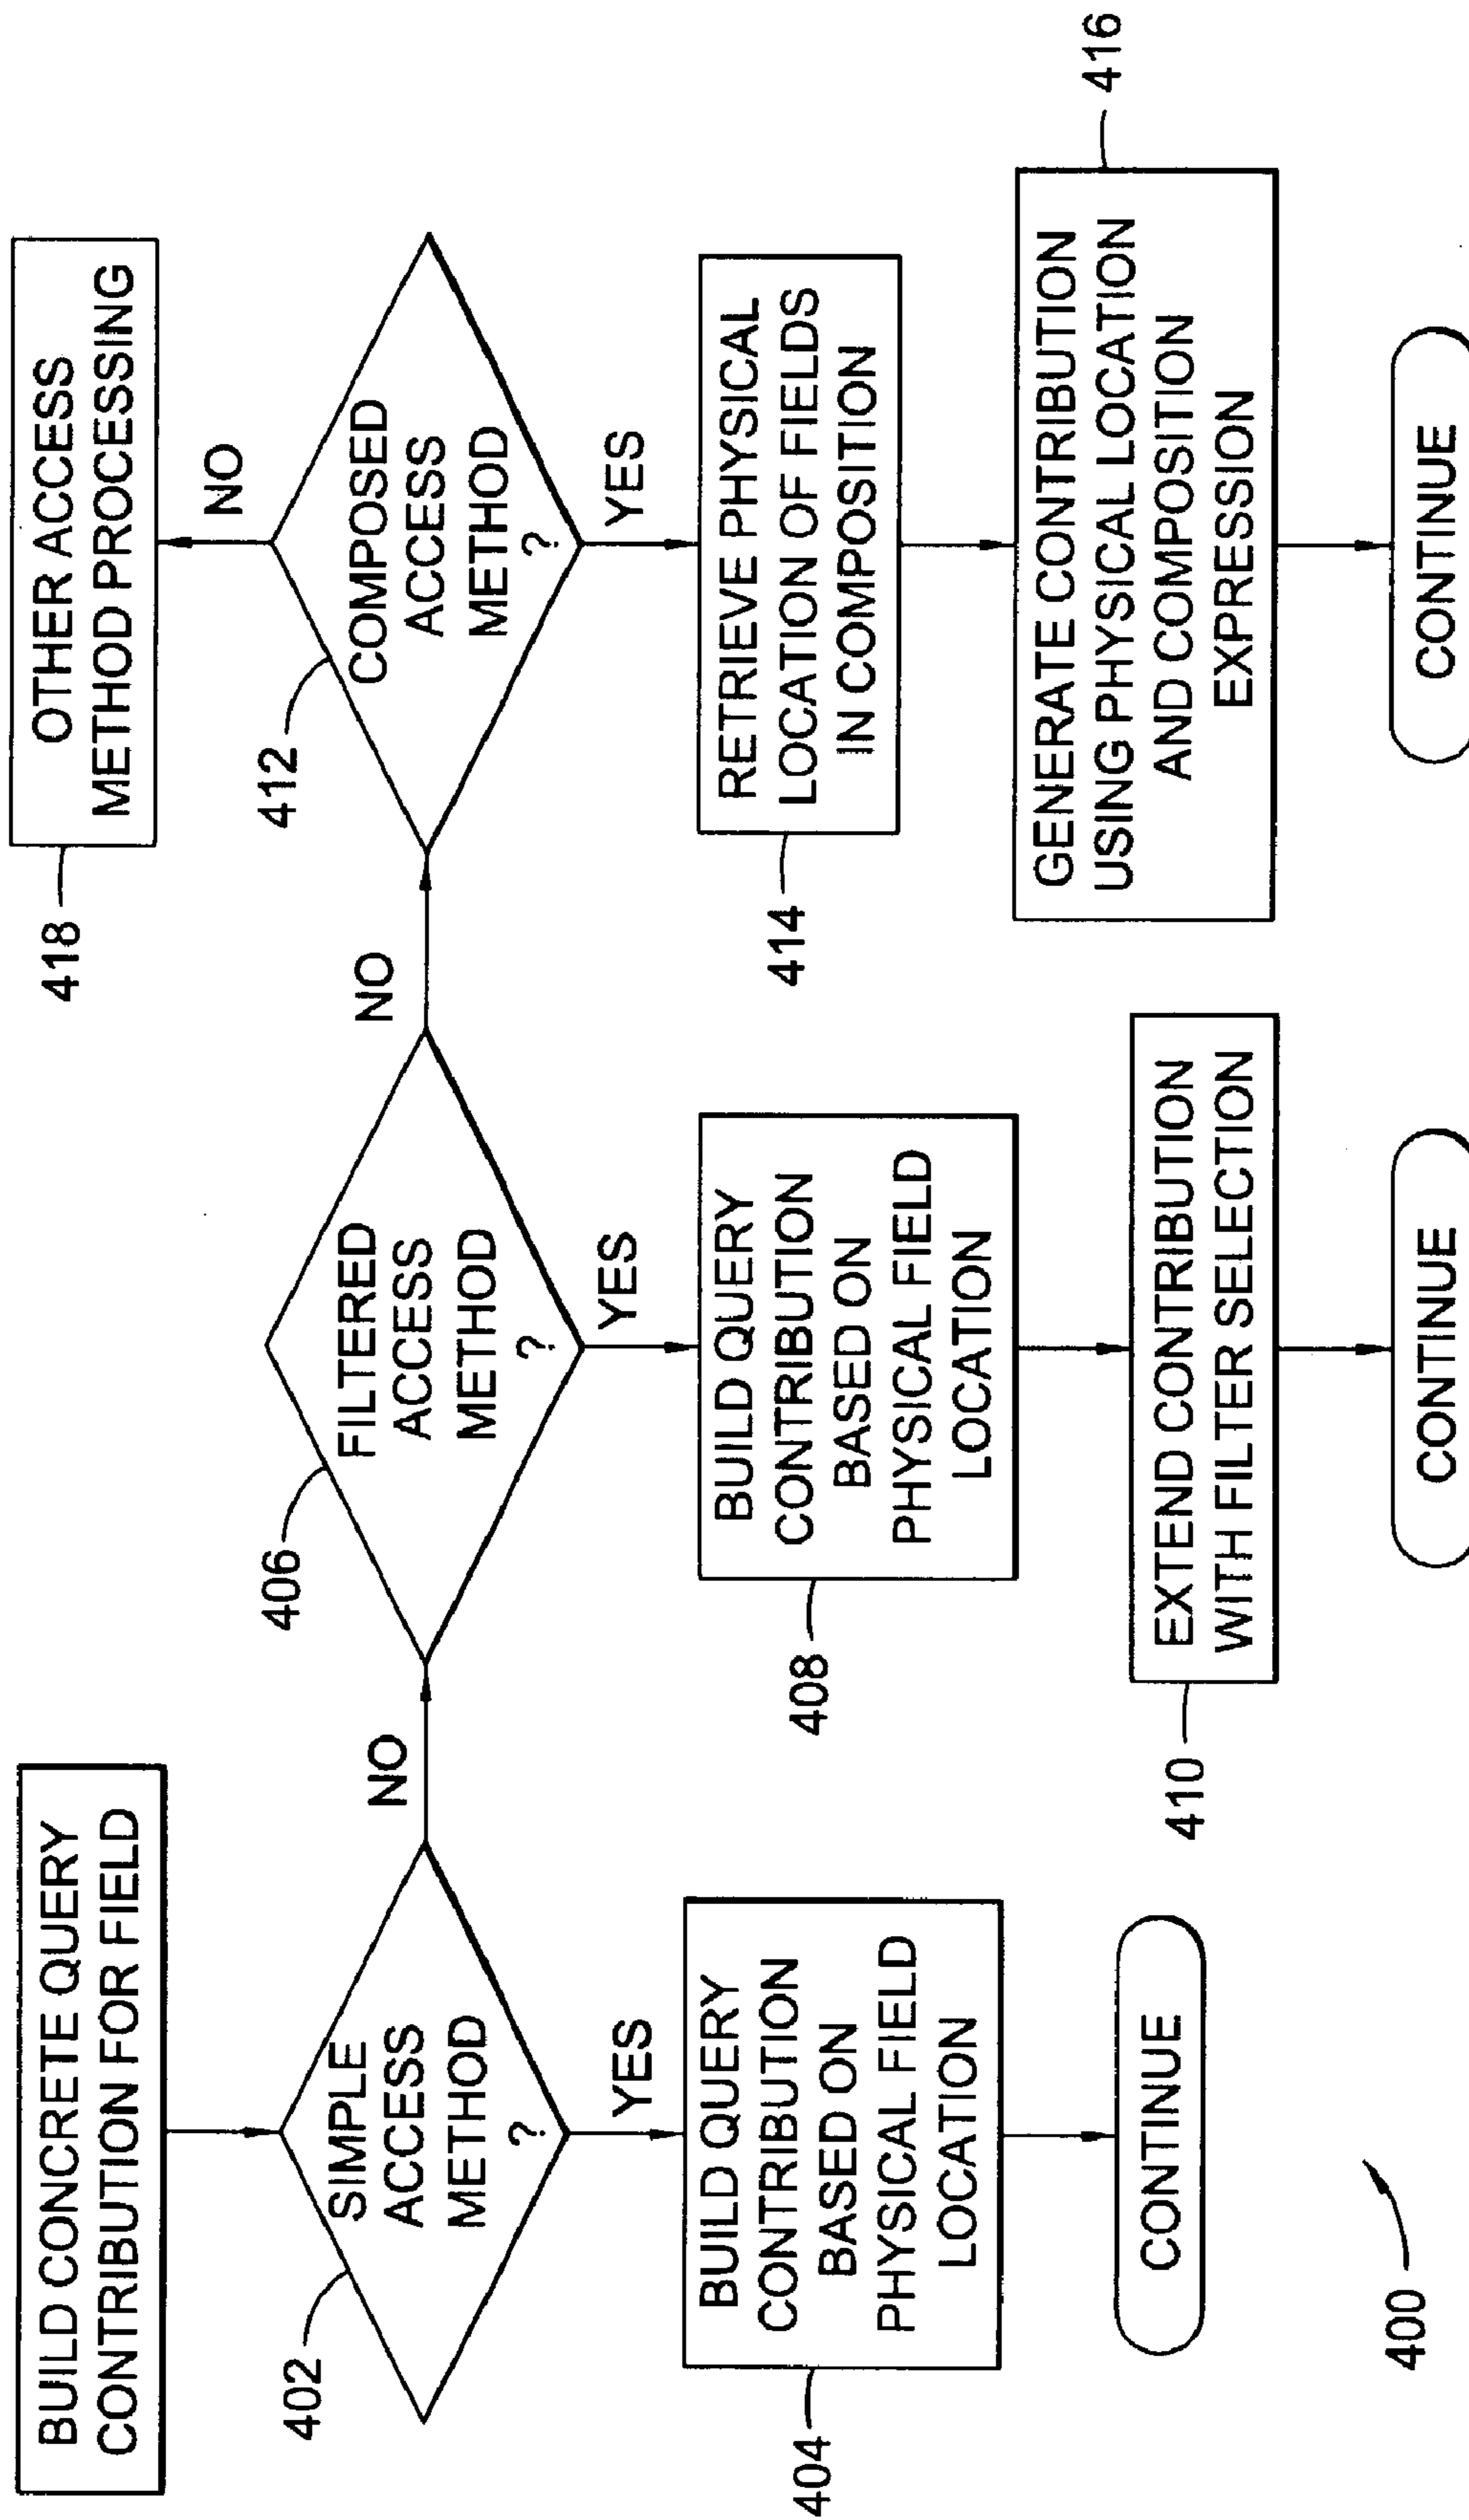 BUILD CONCRETE QUERY
CONTRIBUTION FOR FIELD
402
SIMPLE
ACCESS
METHOD
?
NO
YES
404
BUILD QUERY
CONTRIBUTION
BASED ON
PHYSICAL FIELD
LOCATION
CONTINUE
406
FILTERED
ACCESS
METHOD
?
NO
YES
408
BUILD QUERY
CONTRIBUTION
BASED ON
PHYSICAL FIELD
LOCATION
410
EXTEND CONTRIBUTION
WITH FILTER SELECTION
CONTINUE
412
COMPOSED
ACCESS
METHOD
?
NO
418
OTHER ACCESS
METHOD PROCESSING
YES
414
RETRIEVE PHYSICAL
LOCATION OF FIELDS
IN COMPOSITION
416
GENERATE CONTRIBUTION
USING PHYSICAL LOCATION
AND COMPOSITION
EXPRESSION
CONTINUE
400